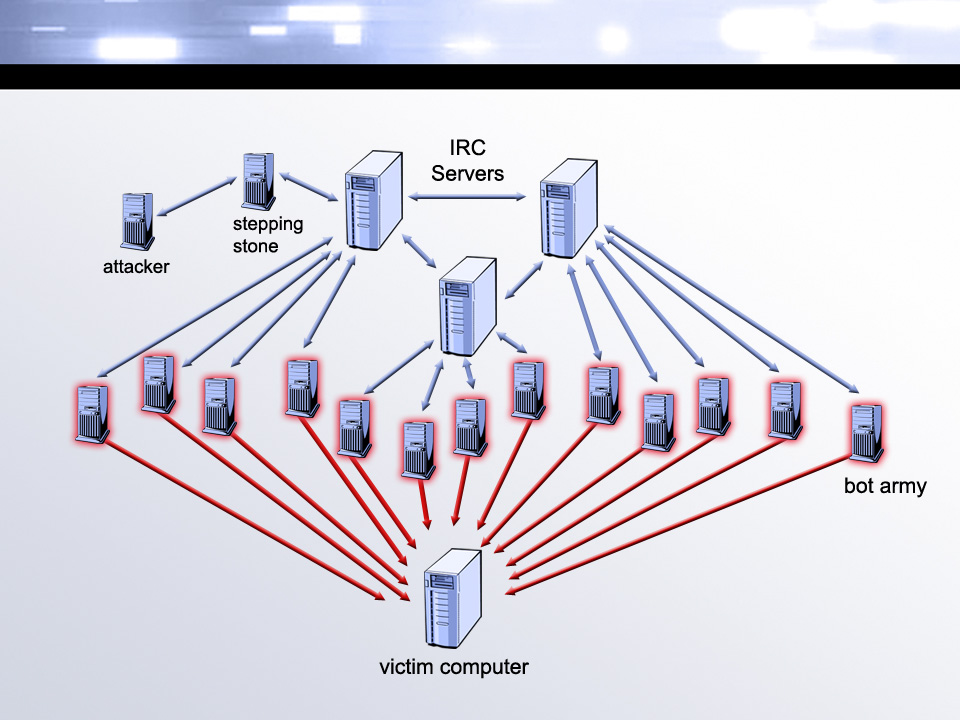 IRC
Servers
stepping
stone
attacker
bot army
victim computer